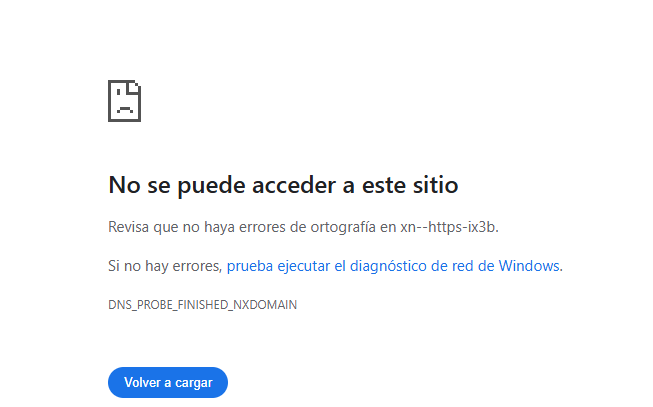 No se puede acceder a este sitio
Revisa que no haya errores de ortografía en xn--https-ix3b.
Si no hay errores, prueba ejecutar el diagnóstico de red de Windows.
DNS_PROBE_FINISHED_NXDOMAIN
Volver a cargar